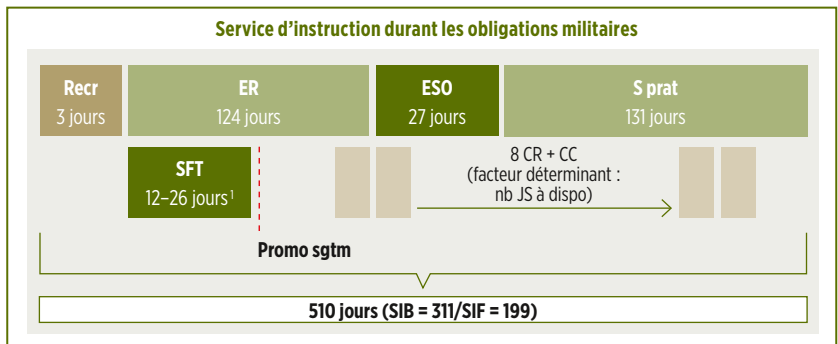 Service d'instruction durant les obligations militaires
Recr
3 jours
ER
124 jours
ESO
27 jours
S prat
131 jours
SFT
12–26 jours¹
8 CR + CC
(facteur déterminant :
nb JS à dispo)
Promo sgtm
510 jours (SIB = 311/SIF = 199)